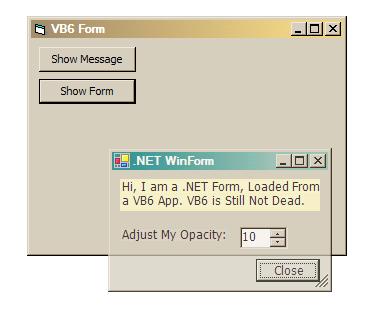 VB6 Form
Show Message
Show Form
.NET WinForm
Hi, I am a .NET Form, Loaded From
a VB6 App. VB6 is Still Not Dead.
Adjust My Opacity: 10
Close